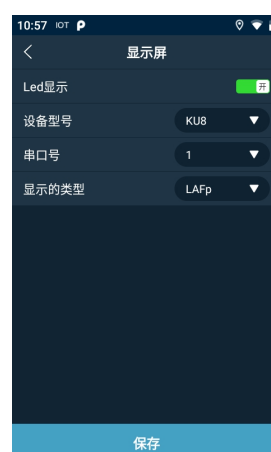 10:57 IOT P
显示屏
Led显示 开
设备型号 KU8
串口号 1
显示的类型 LAFp
保存